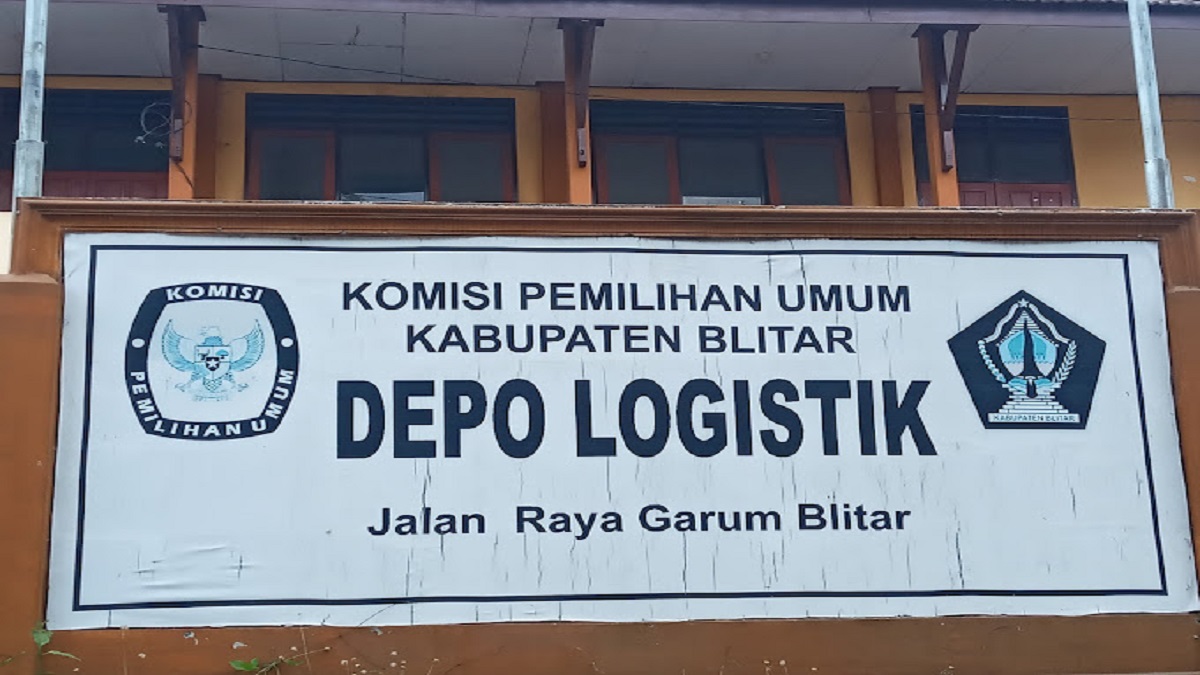 KOMISI PEMILIHAN UMUM
KABUPATEN BLITAR
DEPO LOGISTIK
Jalan Raya Garum Blitar
KOMISI
PEMILIHAN UMUM
KABUPATEN BLITAR